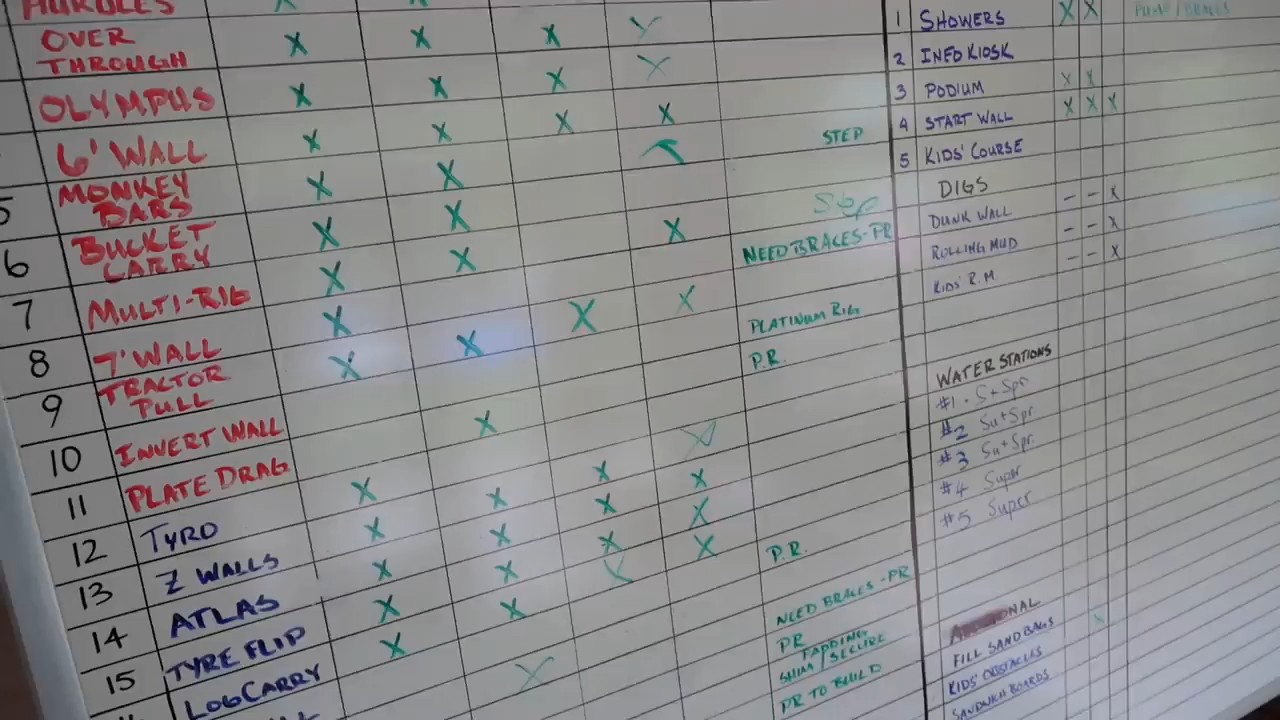 HURDLES
OVER
THROUGH
OLYMPUS
6' WALL
5 MONKEY
BARS
6 BUCKET
CARRY
7 MULTI-RIG
8 7' WALL
9 TRACTOR
PULL
10 INVERT WALL
11 PLATE DRAG
12 TYRO
13 Z WALLS
14 ATLAS
15 TYRE FLIP
LOG CARRY
X X X X
X
X X X
X X X X
X X
X X
X X X
X
X X X X
X
X X X X
X X X X
X X X
X X
X
STEP
Step
NEED BRACES-PR
PLATINUM RIG
P.R.
P.R.
NEED BRACES-PR
PR
PADDING
SHIM/SECURE
PR TO BUILD
1 SHOWERS X X
2 INFO KIOSK
3 PODIUM X X
4 START WALL X X X
5 KIDS' COURSE
DIGS
DUNK WALL - - X
ROLLING MUD - - X
KIDS' R.M - - X
WATER STATIONS
#1 - S+Spr
#2 Su+Spr
#3 Su+Spr.
#4 Super
#5 Super
FILL SANDBAGS
KIDS' OBSTACLES
SANDWICH BOARDS